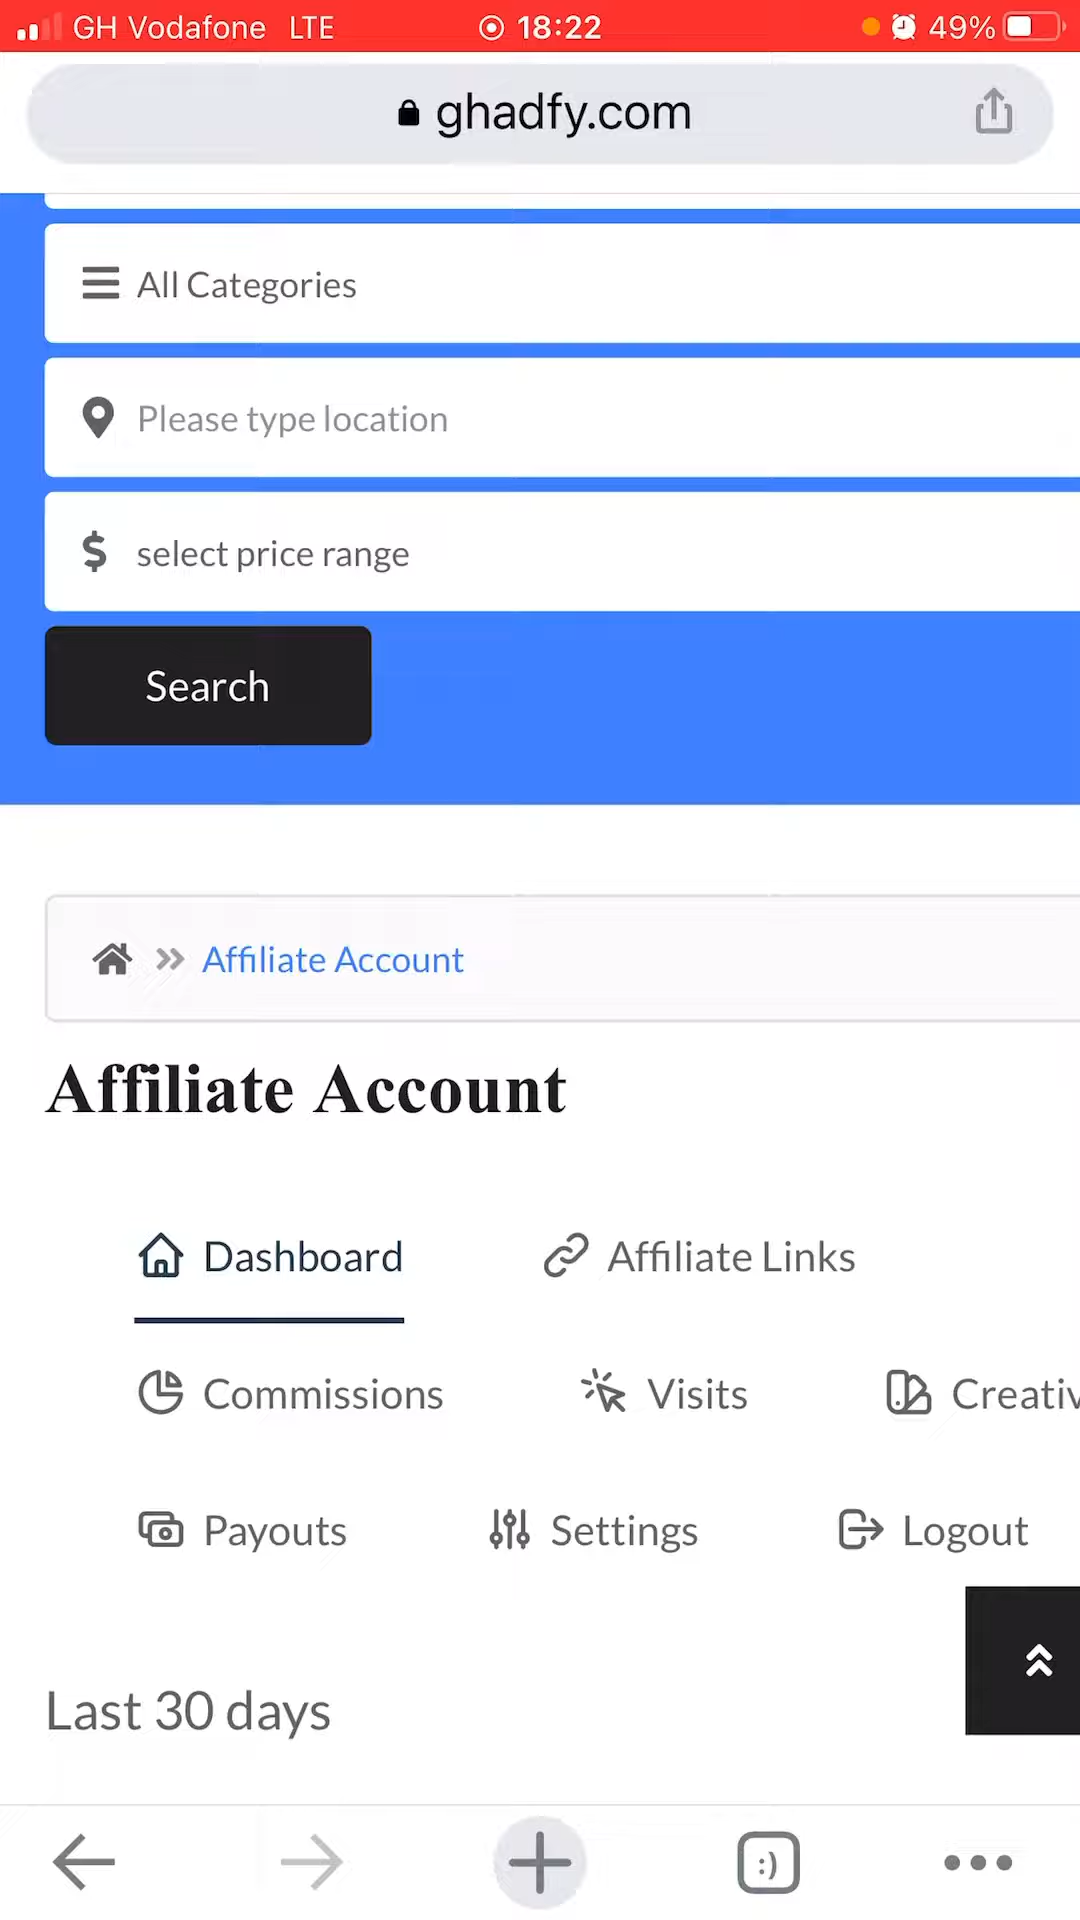 GH Vodafone LTE 18:22 49%
ghadfy.com
All Categories
Please type location
select price range
Search
Affiliate Account
Affiliate Account
Dashboard Affiliate Links
Commissions Visits Creativ
Payouts Settings Logout
Last 30 days
:)